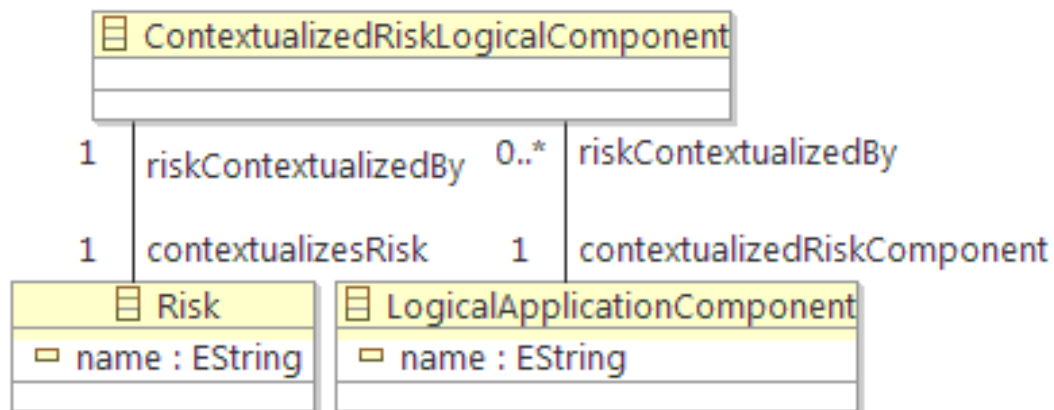 ContextualizedRiskLogicalComponent
1 riskContextualizedBy 0..* riskContextualizedBy
1 contextualizesRisk 1 contextualizedRiskComponent
Risk LogicalApplicationComponent
name : EString name : EString